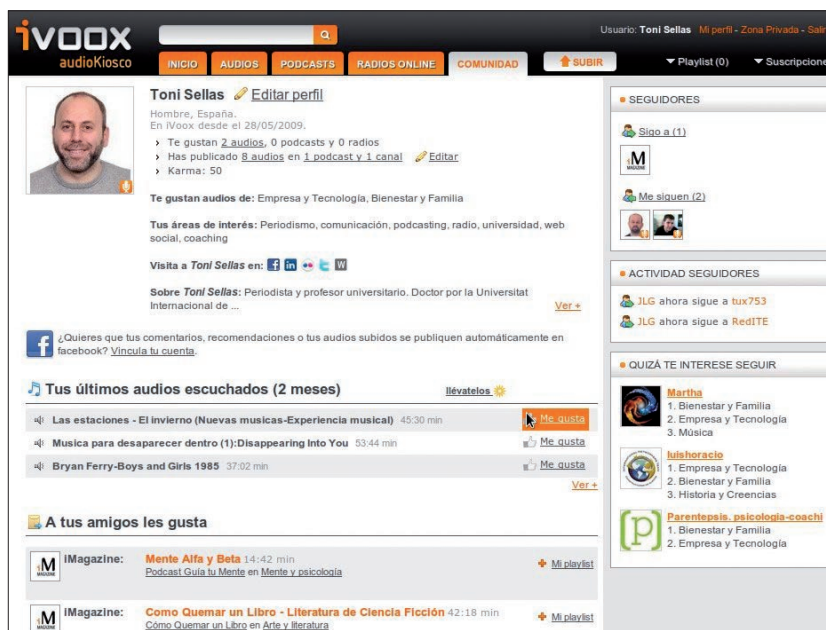 iVOOX
audioKiosco
Usuario: Toni Sellas Mi perfil - Zona Privada - Salir
INICIO AUDIOS PODCASTS RADIOS ONLINE COMUNIDAD SUBIR Playlist (0) Suscripcione
Toni Sellas Editar perfil
Hombre, España.
En iVoox desde el 28/05/2009.
Te gustan 2 audios, 0 podcasts y 0 radios
Has publicado 8 audios en 1 podcast y 1 canal Editar
Karma: 50
Te gustan audios de: Empresa y Tecnología, Bienestar y Familia
Tus áreas de interés: Periodismo, comunicación, podcasting, radio, universidad, web
social, coaching
Visita a Toni Sellas en: f in t W
Sobre Toni Sellas: Periodista y profesor universitario. Doctor por la Universitat
Internacional de ... Ver +
f
¿Quieres que tus comentarios, recomendaciones o tus audios subidos se publiquen automáticamente en
facebook? Vincula tu cuenta.
Tus últimos audios escuchados (2 meses) llévatelos
Las estaciones - El invierno (Nuevas musicas-Experiencia musical) 45:30 min Me gusta
Musica para desaparecer dentro (1):Disappearing Into You 53:44 min Me gusta
Bryan Ferry-Boys and Girls 1985 37:02 min Me gusta
Ver +
A tus amigos les gusta
iM MAGAZINE
iMagazine: Mente Alfa y Beta 14:42 min Mi playlist
Podcast Guía tu Mente en Mente y psicología
iM MAGAZINE
iMagazine: Como Quemar un Libro - Literatura de Ciencia Ficción 42:18 min Mi playlist
Cómo Quemar un Libro en Arte y literatura
SEGUIDORES
Sigo a (1)
iM MAGAZINE
Me siguen (2)
ACTIVIDAD SEGUIDORES
JLG ahora sigue a tux753
JLG ahora sigue a RedITE
QUIZÁ TE INTERESE SEGUIR
Martha
1. Bienestar y Familia
2. Empresa y Tecnología
3. Música
luishoracio
1. Empresa y Tecnología
2. Bienestar y Familia
3. Historia y Creencias
[p]
Parentepsis. psicologia-coachi
1. Bienestar y Familia
2. Empresa y Tecnología